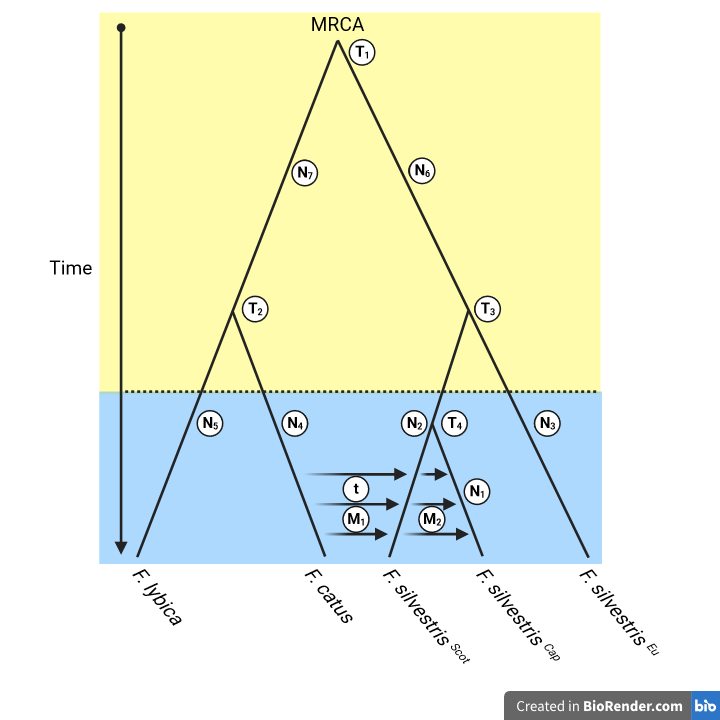 MRCA
T₁
N₇
N₆
Time
T₂
T₃
N₅
N₄
N₂
T₄
N₃
t
N₁
M₁
M₂
F. lybica
F. catus
F. silvestris Scot
F. silvestris Cap
F. silvestris Eu
Created in BioRender.com bio